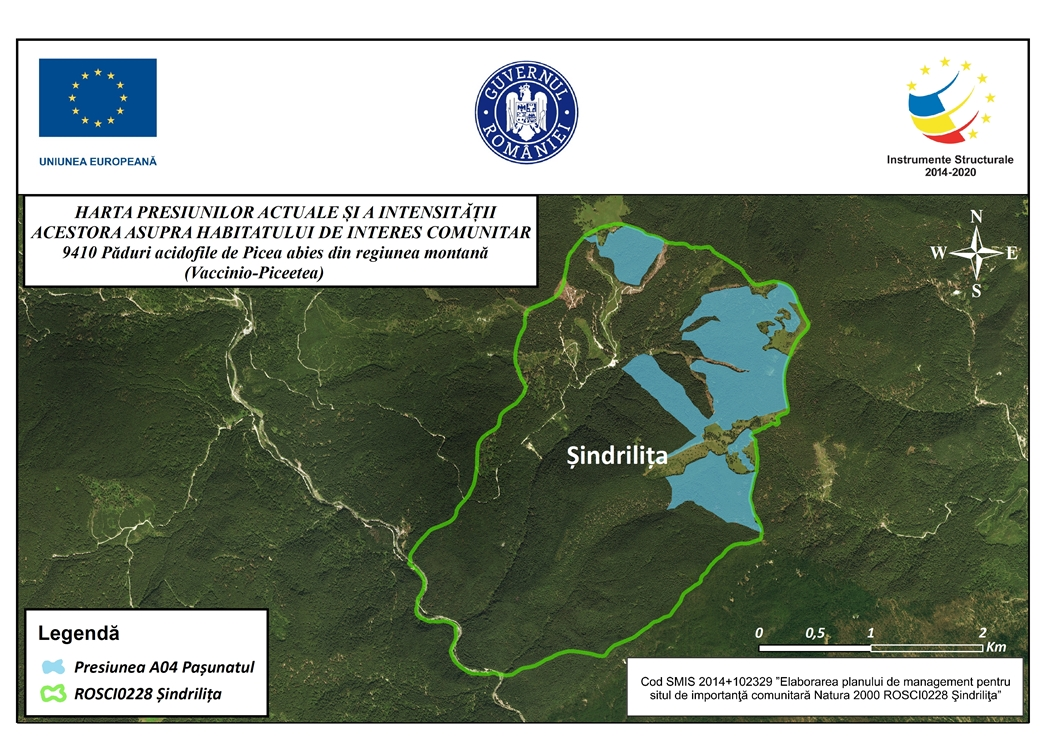 UNIUNEA EUROPEANĂ
GUVERNUL ROMÂNIEI
Instrumente Structurale
2014-2020
HARTA PRESIUNILOR ACTUALE ȘI A INTENSITĂȚII
ACESTORA ASUPRA HABITATULUI DE INTERES COMUNITAR
9410 Păduri acidofile de Picea abies din regiunea montană
(Vaccinio-Piceetea)
N
W E
S
Șindrilița
Legendă
Presiunea A04 Pașunatul
ROSCI0228 Șindrilița
0 0,5 1 2
Km
Cod SMIS 2014+102329 "Elaborarea planului de management pentru
situl de importanţă comunitară Natura 2000 ROSCI0228 Şindriliţa"